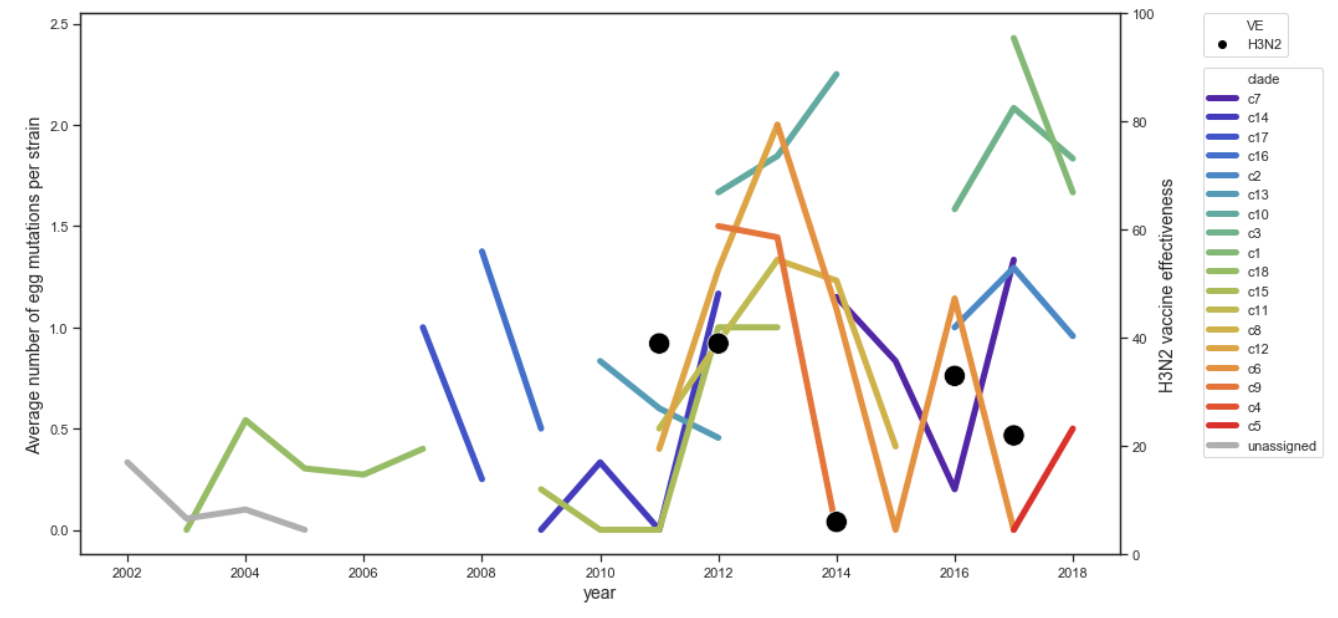 2.5
2.0
1.5
1.0
0.5
0.0
Average number of egg mutations per strain
2002
2004
2006
2008
2010
2012
2014
2016
2018
year
100
80
60
40
20
0
H3N2 vaccine effectiveness
VE
H3N2
clade
c7
c14
c17
c16
c2
c13
c10
c3
c1
c18
c15
c11
c8
c12
c6
c9
c4
c5
unassigned